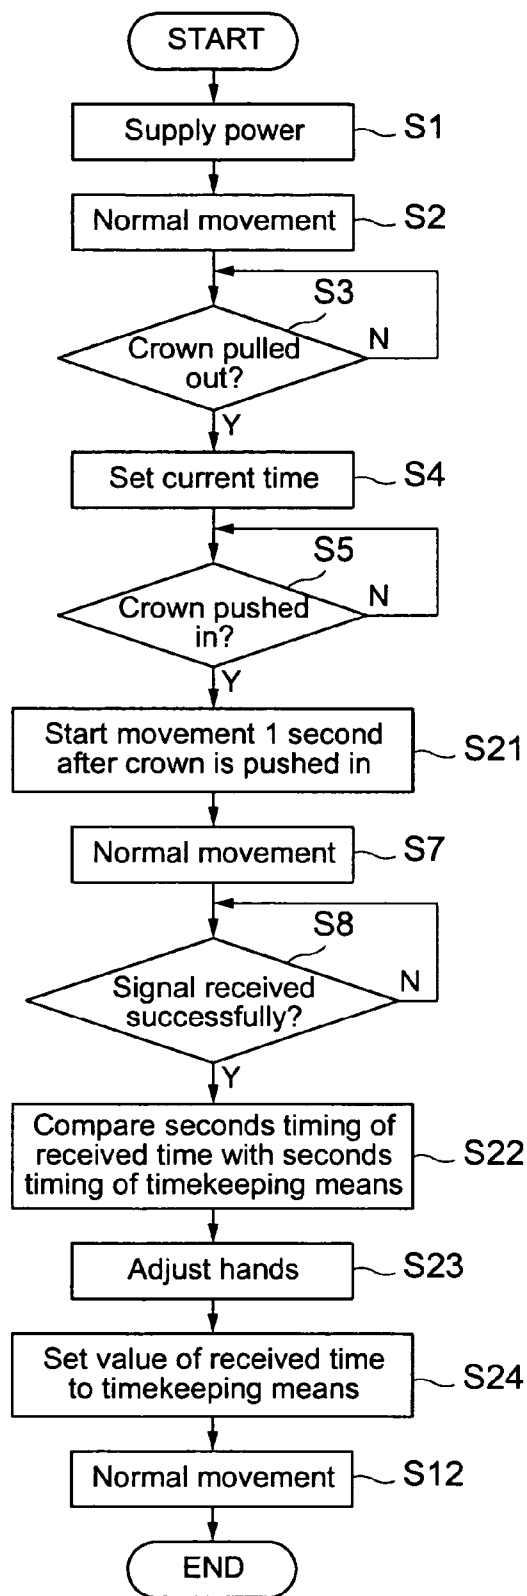 START
Supply power
S1
Normal movement
S2
S3
Crown pulled
out?
N
Y
Set current time
S4
S5
Crown pushed
in?
N
Y
Start movement 1 second
after crown is pushed in
S21
Normal movement
S7
S8
Signal received
successfully?
N
Y
Compare seconds timing of
received time with seconds
timing of timekeeping means
S22
Adjust hands
S23
Set value of received time
to timekeeping means
S24
Normal movement
S12
END